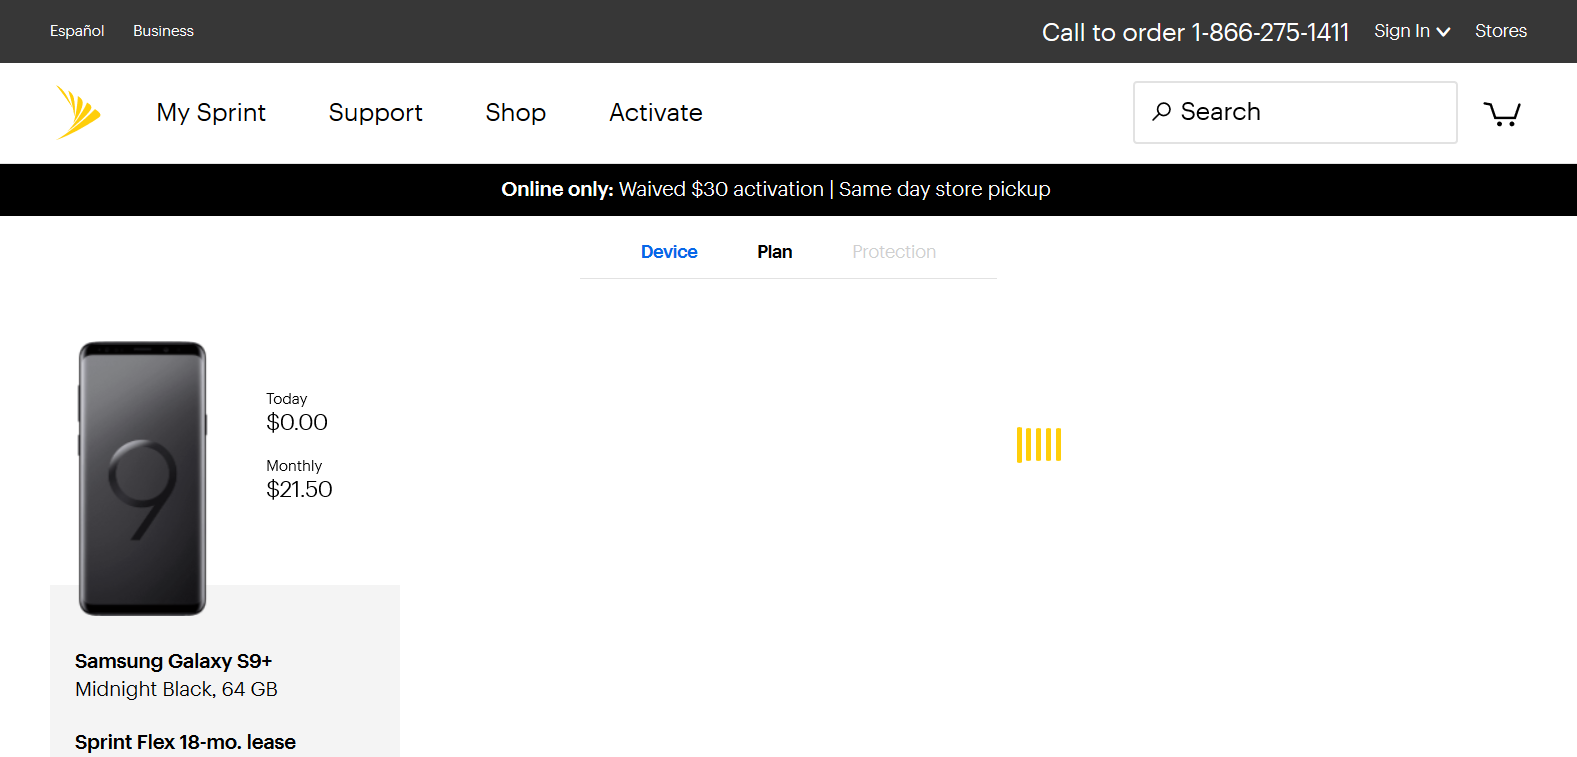 Español Business Call to order 1-866-275-1411 Sign In Stores
My Sprint Support Shop Activate Search
Online only: Waived $30 activation | Same day store pickup
Device Plan Protection
Today
$0.00
Monthly
$21.50
9
Samsung Galaxy S9+
Midnight Black, 64 GB
Sprint Flex 18-mo. lease